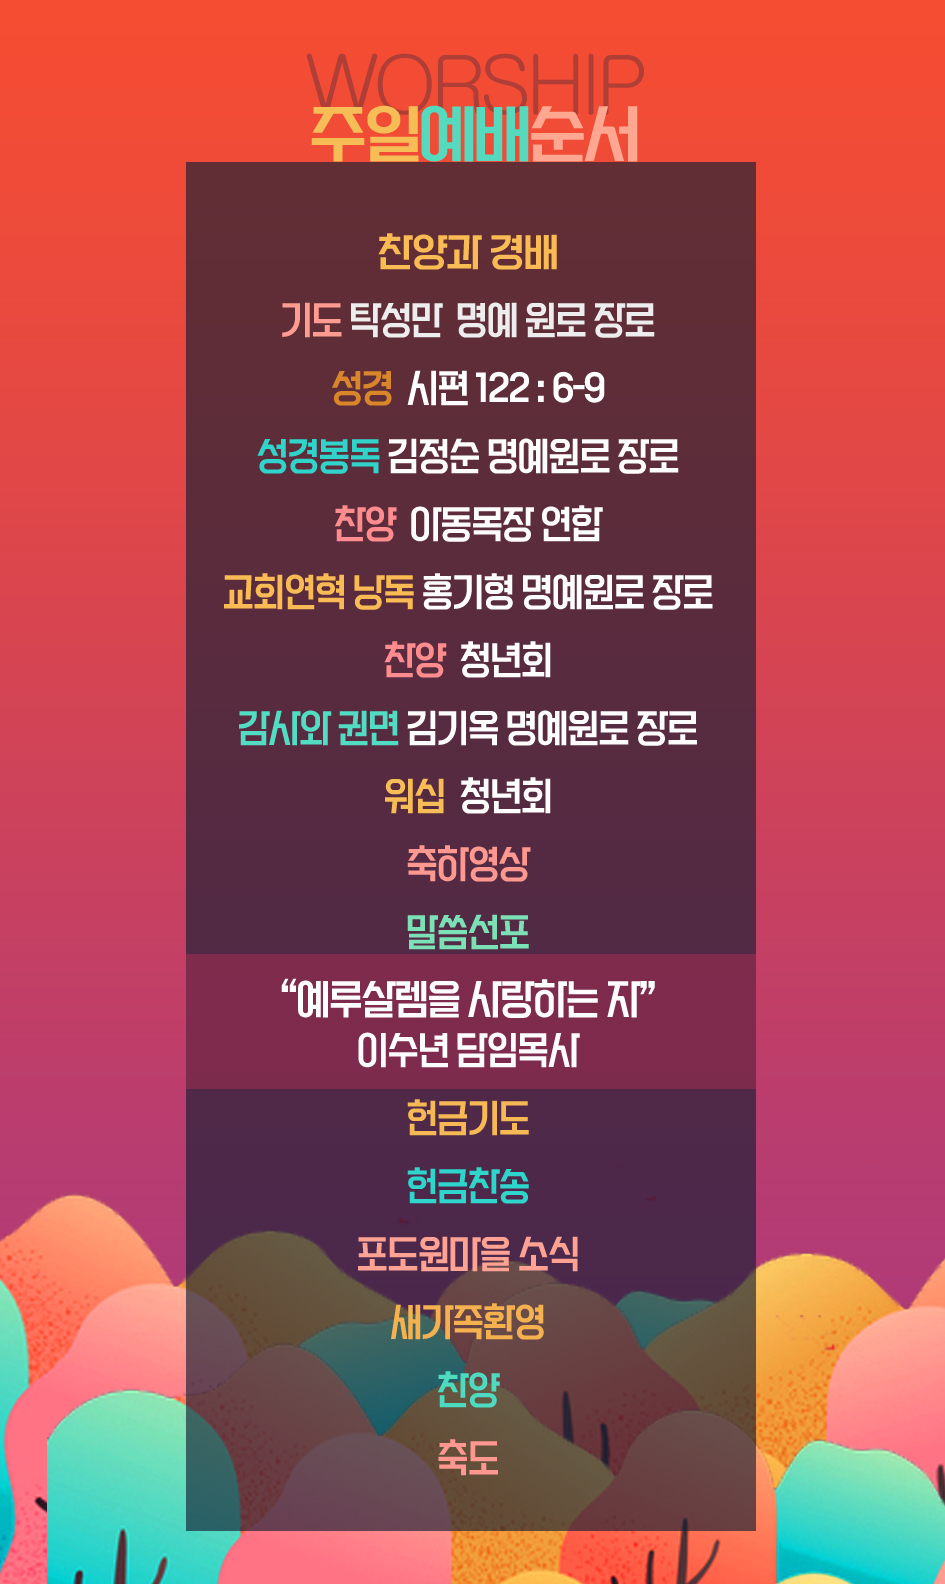 WORSHIP
주일예배순서
찬양과 경배
기도 탁성만 명예 원로 장로
성경 시편 122 : 6-9
성경봉독 김정순 명예원로 장로
찬양 아동목장 연합
교회연혁 낭독 홍기형 명예원로 장로
찬양 청년회
감사와 권면 김기옥 명예원로 장로
워십 청년회
축하영상
말씀선포
“예루살렘을 사랑하는 자”
이수년 담임목사
헌금기도
헌금찬송
포도원마을 소식
새가족환영
찬양
축도